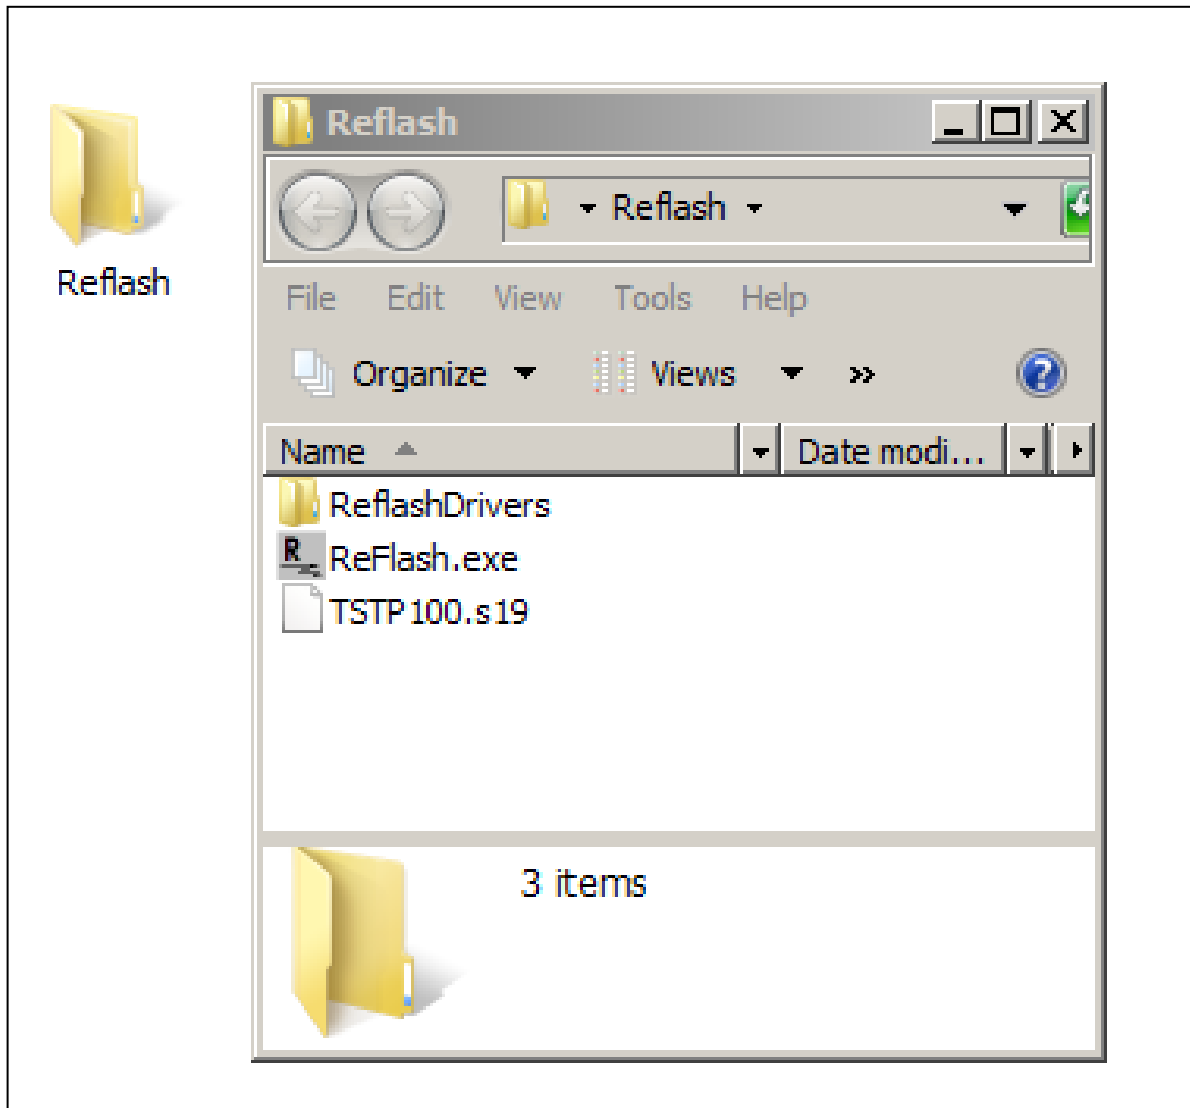 Reflash
Reflash
Reflash
File Edit View Tools Help
Organize Views »
Name Date modi...
ReflashDrivers
R ReFlash.exe
TSTP100.s19
3 items